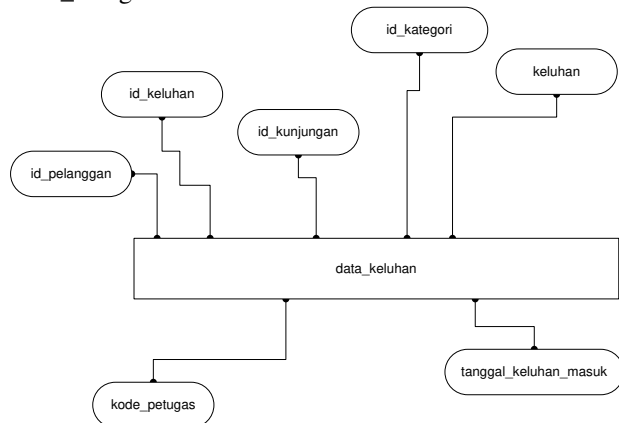 id_kategori
keluhan
id_keluhan
id_kunjungan
id_pelanggan
data_keluhan
tanggal_keluhan_masuk
kode_petugas